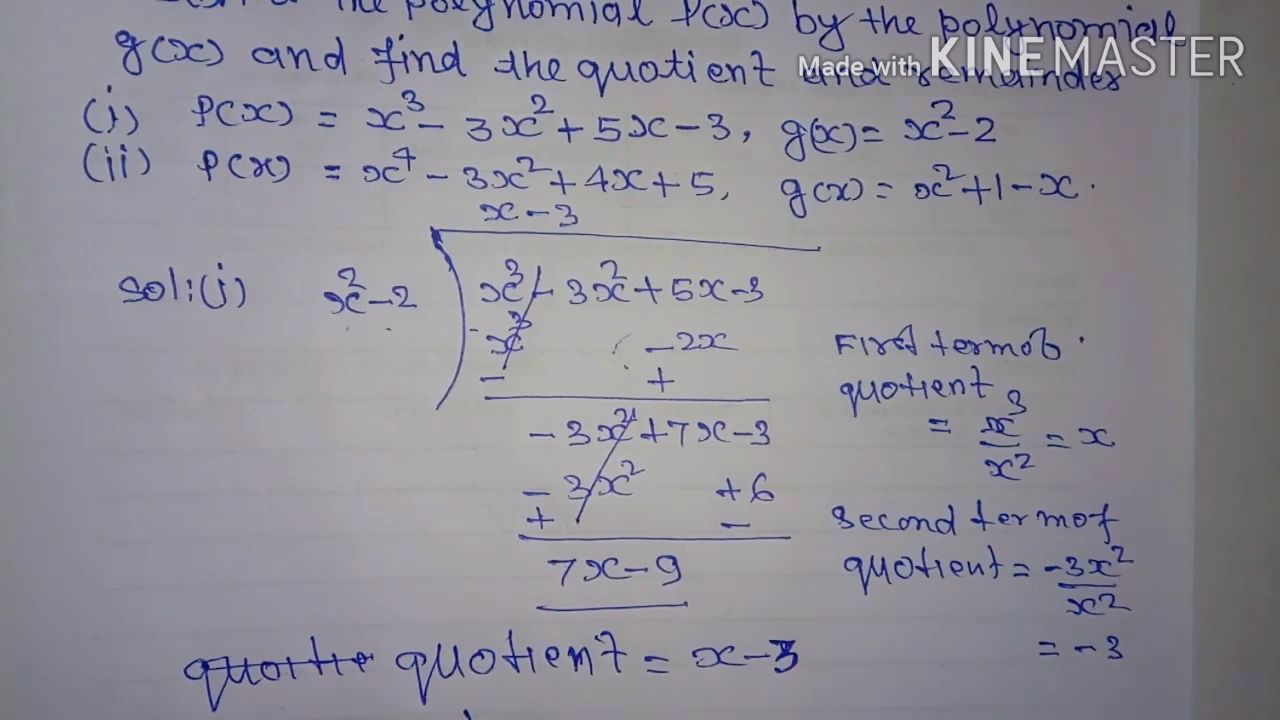 the polynomial P(x) by the polynomial
g(x) and find the quotient and remainder
Made with KINEMASTER
(i) P(x) = x³ - 3x² + 5x - 3, g(x) = x² - 2
(ii) P(x) = x⁴ - 3x² + 4x + 5, g(x) = x² + 1 - x.
x - 3
Sol:(i) x² - 2 ) x³ - 3x² + 5x - 3
x³ - 2x
- +
- 3x² + 7x - 3
- 3x² + 6
+ -
7x - 9
First term of
quotient
= x³/x² = x
Second term of
quotient = -3x²/x²
= -3
quotient = x - 3